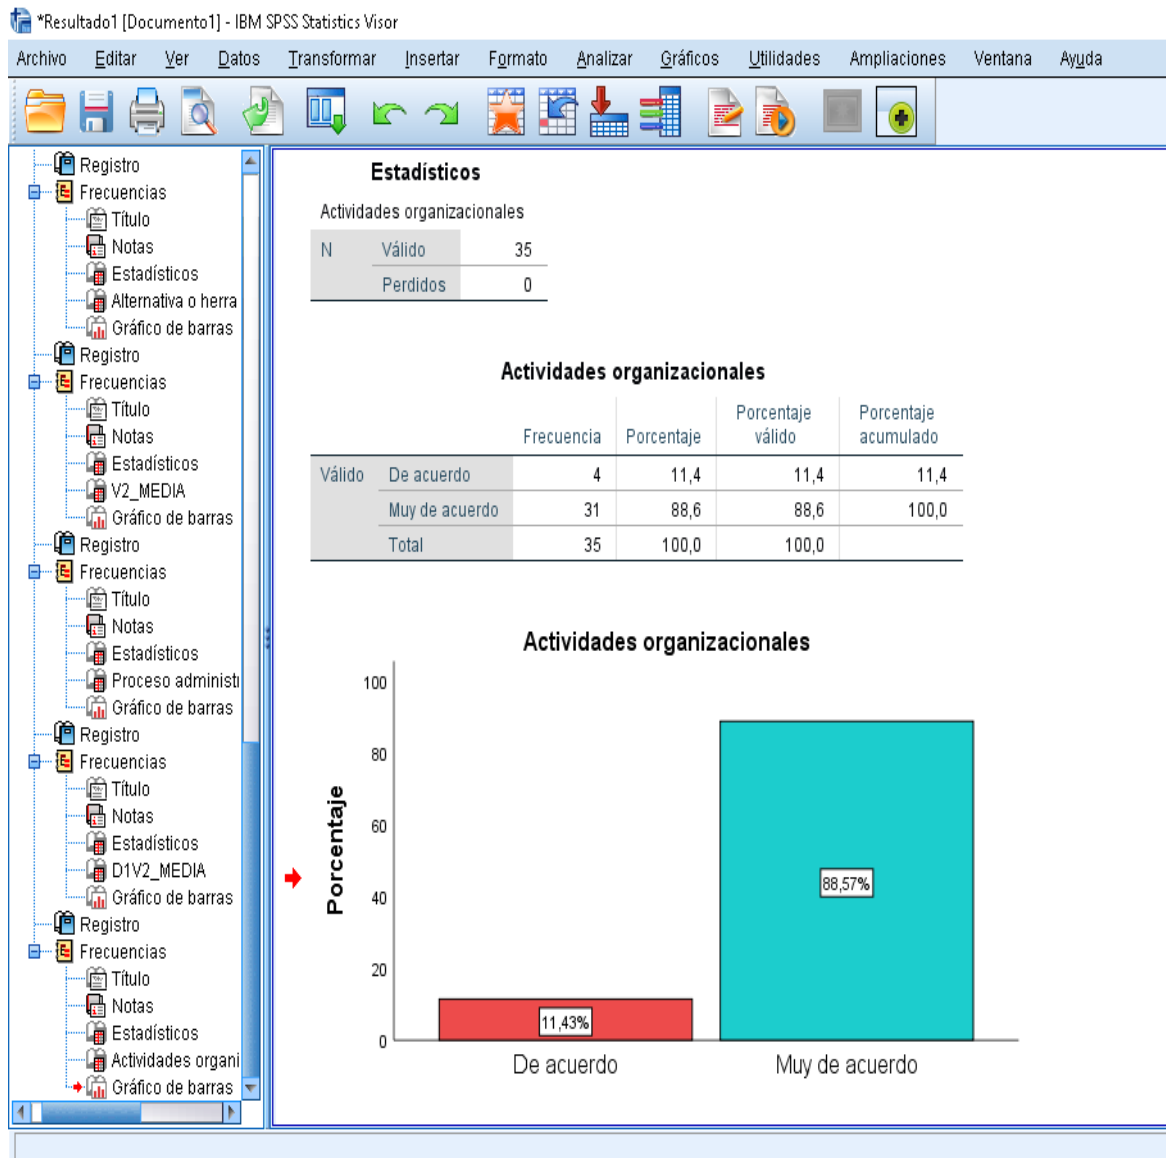 *Resultado1 [Documento1] - IBM SPSS Statistics Visor
Archivo Editar Ver Datos Transformar Insertar Formato Analizar Gráficos Utilidades Ampliaciones Ventana Ayuda
Registro
Frecuencias
Título
Notas
Estadísticos
Alternativa o herra
Gráfico de barras
Registro
Frecuencias
Título
Notas
Estadísticos
V2_MEDIA
Gráfico de barras
Registro
Frecuencias
Título
Notas
Estadísticos
Proceso administ
Gráfico de barras
Registro
Frecuencias
Título
Notas
Estadísticos
D1V2_MEDIA
Gráfico de barras
Registro
Frecuencias
Título
Notas
Estadísticos
Actividades organi
Gráfico de barras
Estadísticos
Actividades organizacionales
N Válido 35
Perdidos 0
Actividades organizacionales
Frecuencia Porcentaje Porcentaje válido Porcentaje acumulado
Válido De acuerdo 4 11,4 11,4 11,4
Muy de acuerdo 31 88,6 88,6 100,0
Total 35 100,0 100,0
Actividades organizacionales
Porcentaje
100
80
60
40
20
0
11,43%
88,57%
De acuerdo Muy de acuerdo